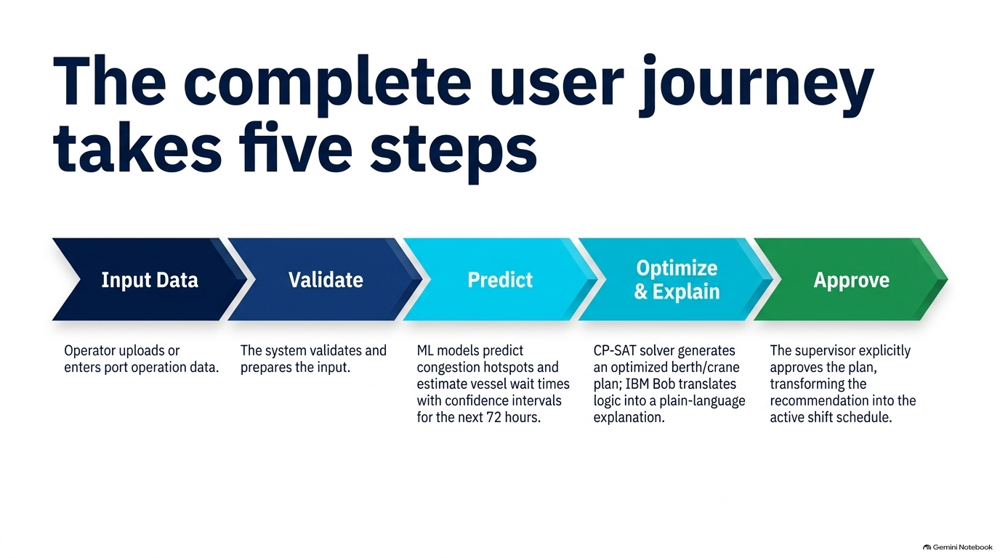 The complete user journey
takes five steps
Input Data
Validate
Predict
Optimize
& Explain
Approve
Operator uploads or
enters port operation data.
The system validates and
prepares the input.
ML models predict
congestion hotspots and
estimate vessel wait times
with confidence intervals
for the next 72 hours.
CP-SAT solver generates
an optimized berth/crane
plan; IBM Bob translates
logic into a plain-language
explanation.
The supervisor explicitly
approves the plan,
transforming the
recommendation into the
active shift schedule.
Gemini Notebook